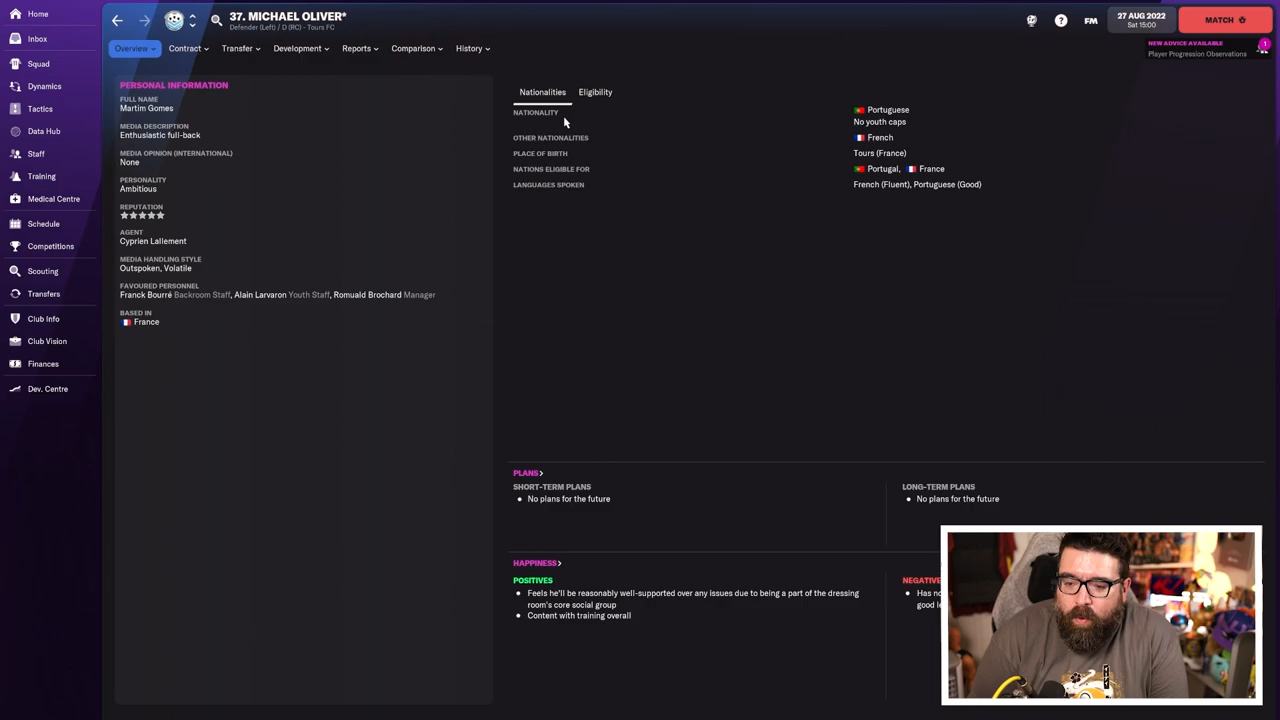 37. MICHAEL OLIVER*
Defender (Left) / D (RC) - Tours FC
FM
27 AUG 2022
Sat 15:00
MATCH
Home
Inbox
Squad
Dynamics
Tactics
Data Hub
Staff
Training
Medical Centre
Schedule
Competitions
Scouting
Transfers
Club Info
Club Vision
Finances
Dev. Centre
Overview
Contract
Transfer
Development
Reports
Comparison
History
NEW ADVICE AVAILABLE
Player Progression Observations
1
PERSONAL INFORMATION
FULL NAME
Martim Gomes
MEDIA DESCRIPTION
Enthusiastic full-back
MEDIA OPINION (INTERNATIONAL)
None
PERSONALITY
Ambitious
REPUTATION
AGENT
Cyprien Lallement
MEDIA HANDLING STYLE
Outspoken, Volatile
FAVOURED PERSONNEL
Franck Bourré Backroom Staff, Alain Larvaron Youth Staff, Romuald Brochard Manager
BASED IN
France
Nationalities
Eligibility
NATIONALITY
Portuguese
No youth caps
OTHER NATIONALITIES
French
PLACE OF BIRTH
Tours (France)
NATIONS ELIGIBLE FOR
Portugal, France
LANGUAGES SPOKEN
French (Fluent), Portuguese (Good)
PLANS
SHORT-TERM PLANS
• No plans for the future
LONG-TERM PLANS
• No plans for the future
HAPPINESS
POSITIVES
• Feels he'll be reasonably well-supported over any issues due to being a part of the dressing
room's core social group
• Content with training overall
NEGATIVE
• Has
good